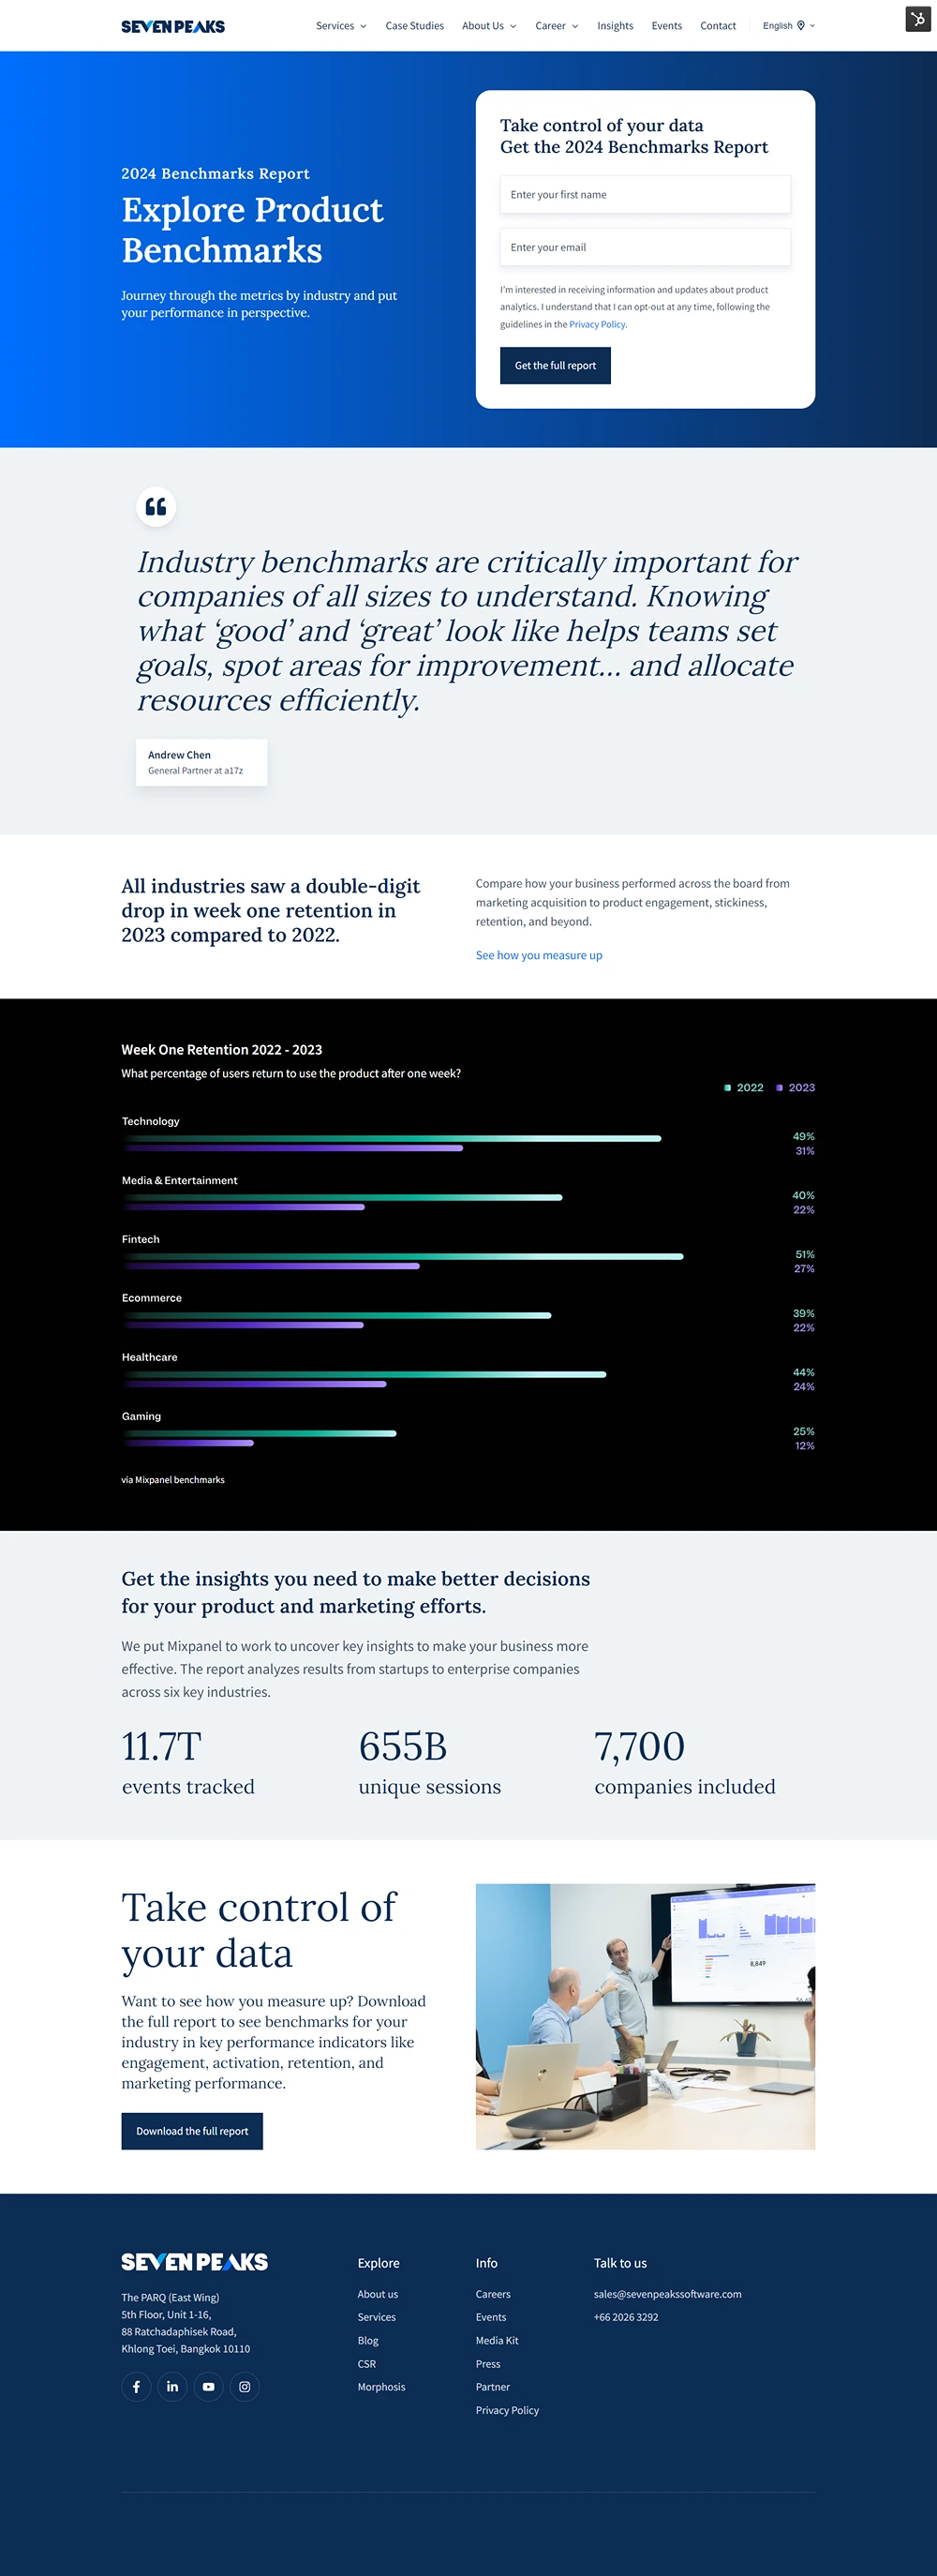 SEVEN PEAKS
Services
Case Studies
About Us
Career
Insights
Events
Contact
English
2024 Benchmarks Report
Explore Product
Benchmarks
Journey through the metrics by industry and put
your performance in perspective.
Take control of your data
Get the 2024 Benchmarks Report
Enter your first name
Enter your email
I'm interested in receiving information and updates about product
analytics. I understand that I can opt-out at any time, following the
guidelines in the Privacy Policy.
Get the full report
Industry benchmarks are critically important for
companies of all sizes to understand. Knowing
what ‘good’ and ‘great’ look like helps teams set
goals, spot areas for improvement... and allocate
resources efficiently.
Andrew Chen
General Partner at a17z
All industries saw a double-digit
drop in week one retention in
2023 compared to 2022.
Compare how your business performed across the board from
marketing acquisition to product engagement, stickiness,
retention, and beyond.
See how you measure up
Week One Retention 2022 - 2023
What percentage of users return to use the product after one week?
2022
2023
Technology
49%
31%
Media & Entertainment
40%
22%
Fintech
51%
27%
Ecommerce
39%
22%
Healthcare
44%
24%
Gaming
25%
12%
via Mixpanel benchmarks
Get the insights you need to make better decisions
for your product and marketing efforts.
We put Mixpanel to work to uncover key insights to make your business more
effective. The report analyzes results from startups to enterprise companies
across six key industries.
11.7T
events tracked
655B
unique sessions
7,700
companies included
Take control of
your data
Want to see how you measure up? Download
the full report to see benchmarks for your
industry in key performance indicators like
engagement, activation, retention, and
marketing performance.
Download the full report
8,849
SEVEN PEAKS
The PARQ (East Wing)
5th Floor, Unit 1-16,
88 Ratchadaphisek Road,
Khlong Toei, Bangkok 10110
Explore
About us
Services
Blog
CSR
Morphosis
Info
Careers
Events
Media Kit
Press
Partner
Privacy Policy
Talk to us
sales@sevenpeakssoftware.com
+66 2026 3292